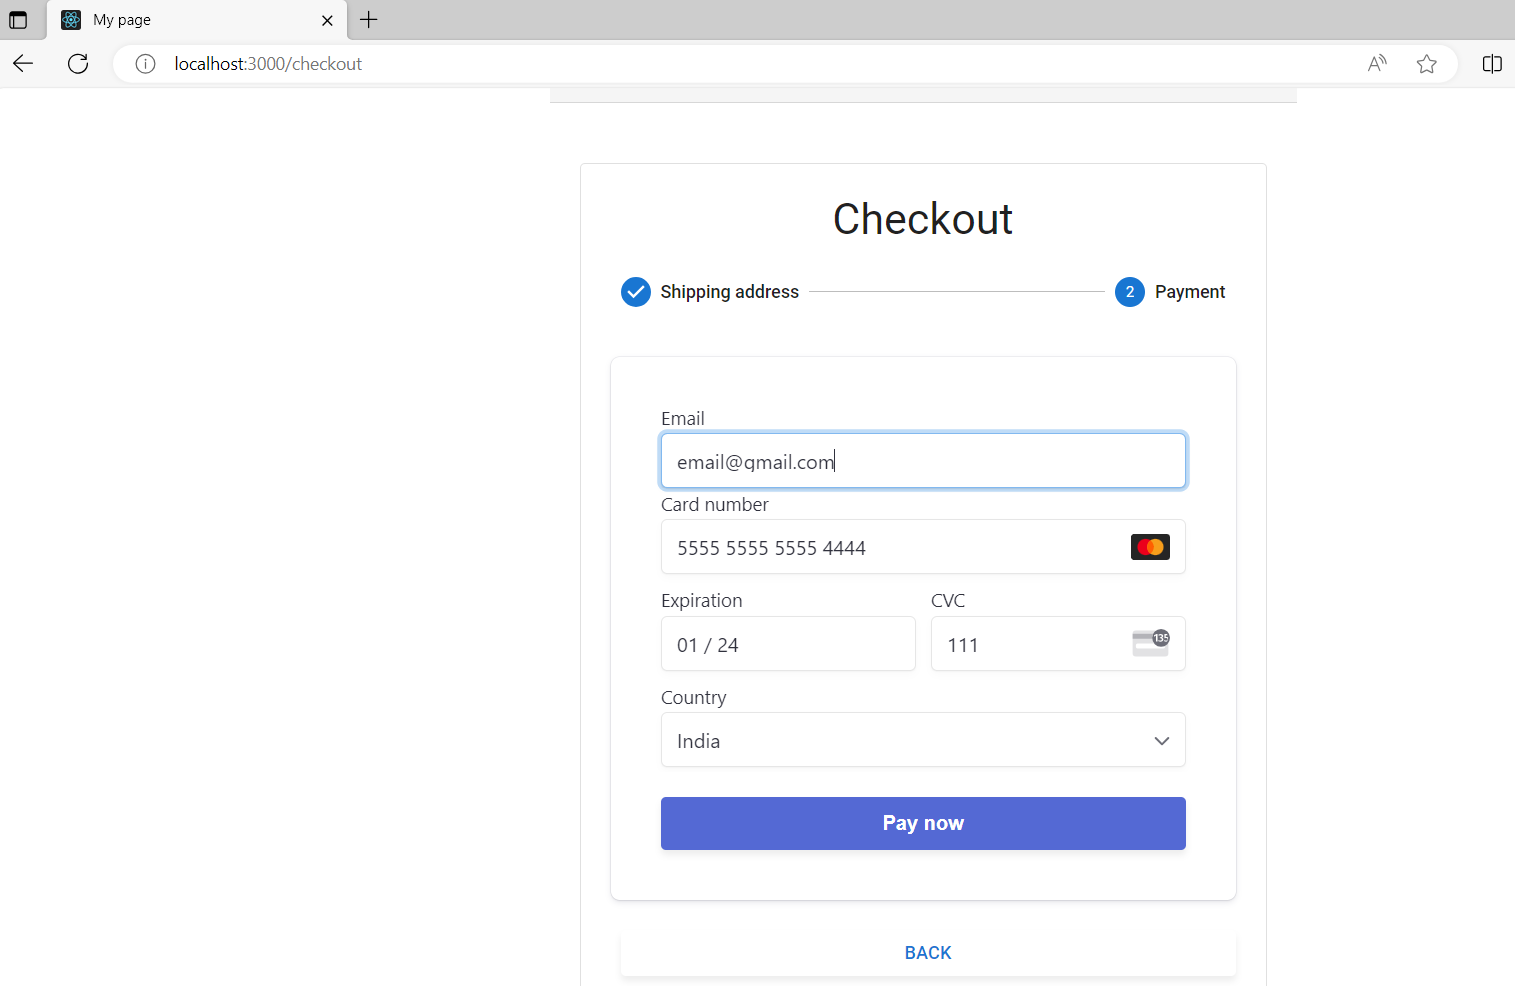 My page
localhost:3000/checkout
Checkout
Shipping address
2 Payment
Email
email@gmail.com
Card number
5555 5555 5555 4444
Expiration CVC
01 / 24 111 135
Country
India
Pay now
BACK